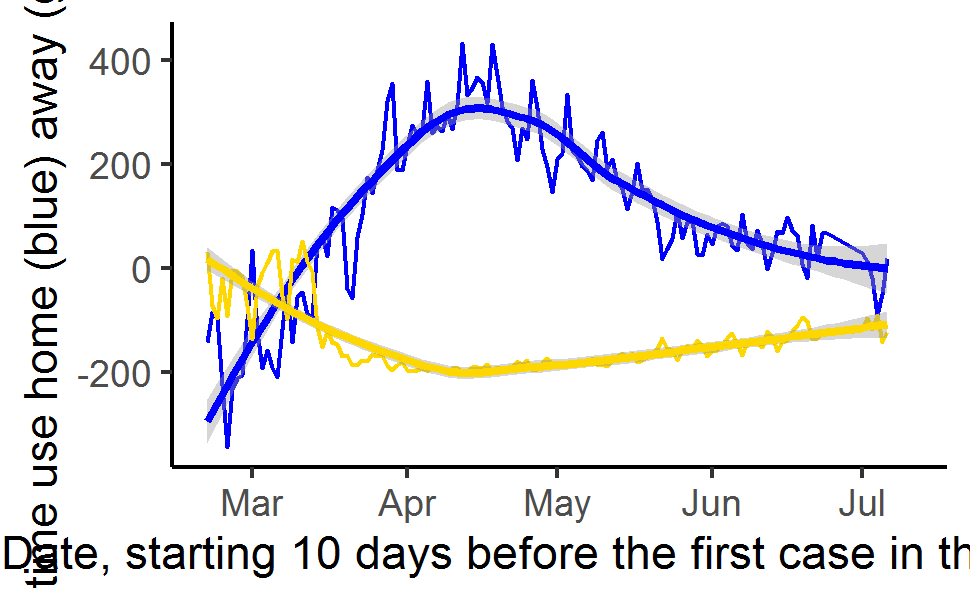 time use home (blue) away (
400
200
0
-200
Mar Apr May Jun Jul
Date, starting 10 days before the first case in th